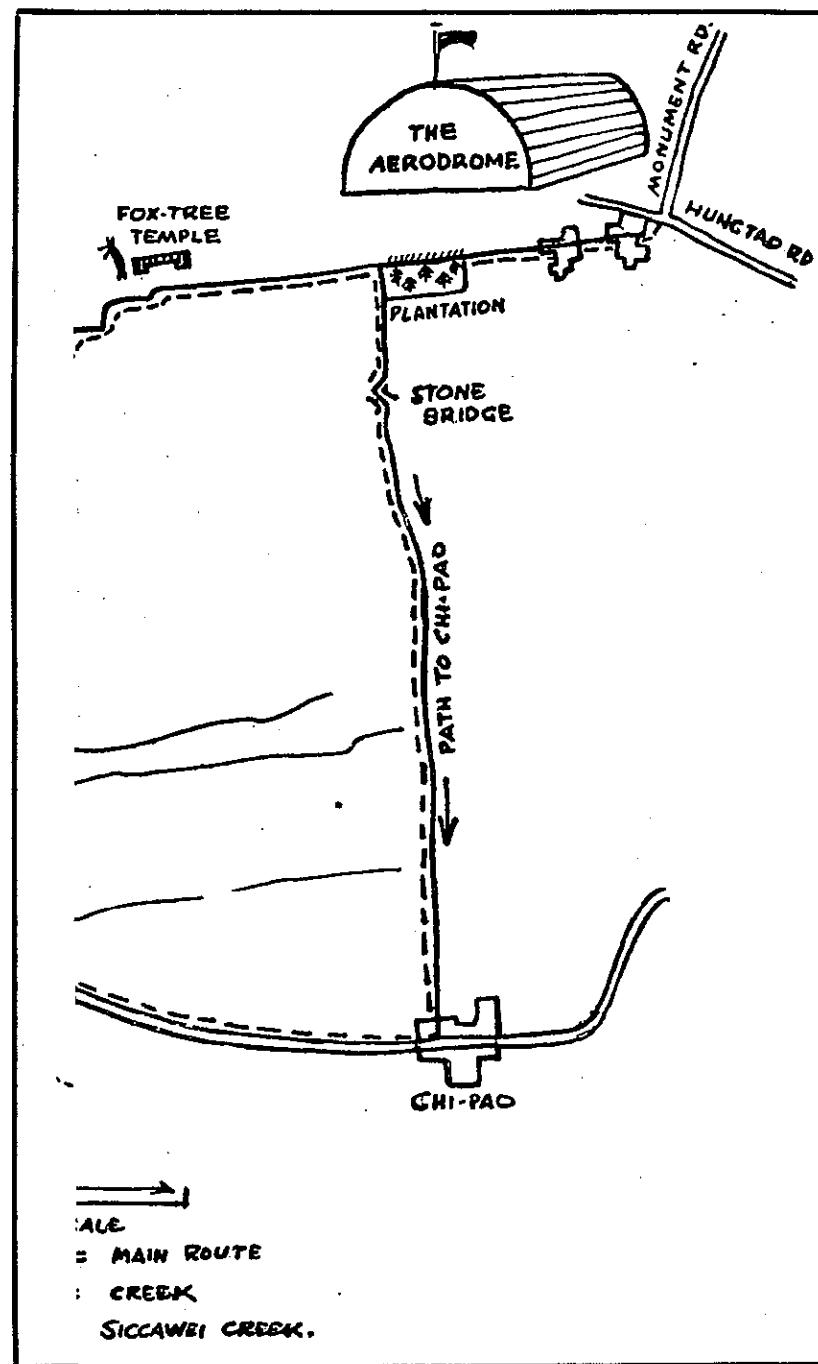 THE
AERODROME
MONUMENT RD.
HUNGTAO RD
FOX-TREE
TEMPLE
PLANTATION
STONE
BRIDGE
PATH TO CHI-PAO
CHI-PAO
CALE
= MAIN ROUTE
: CREEK
SICCAWEI CREEK.